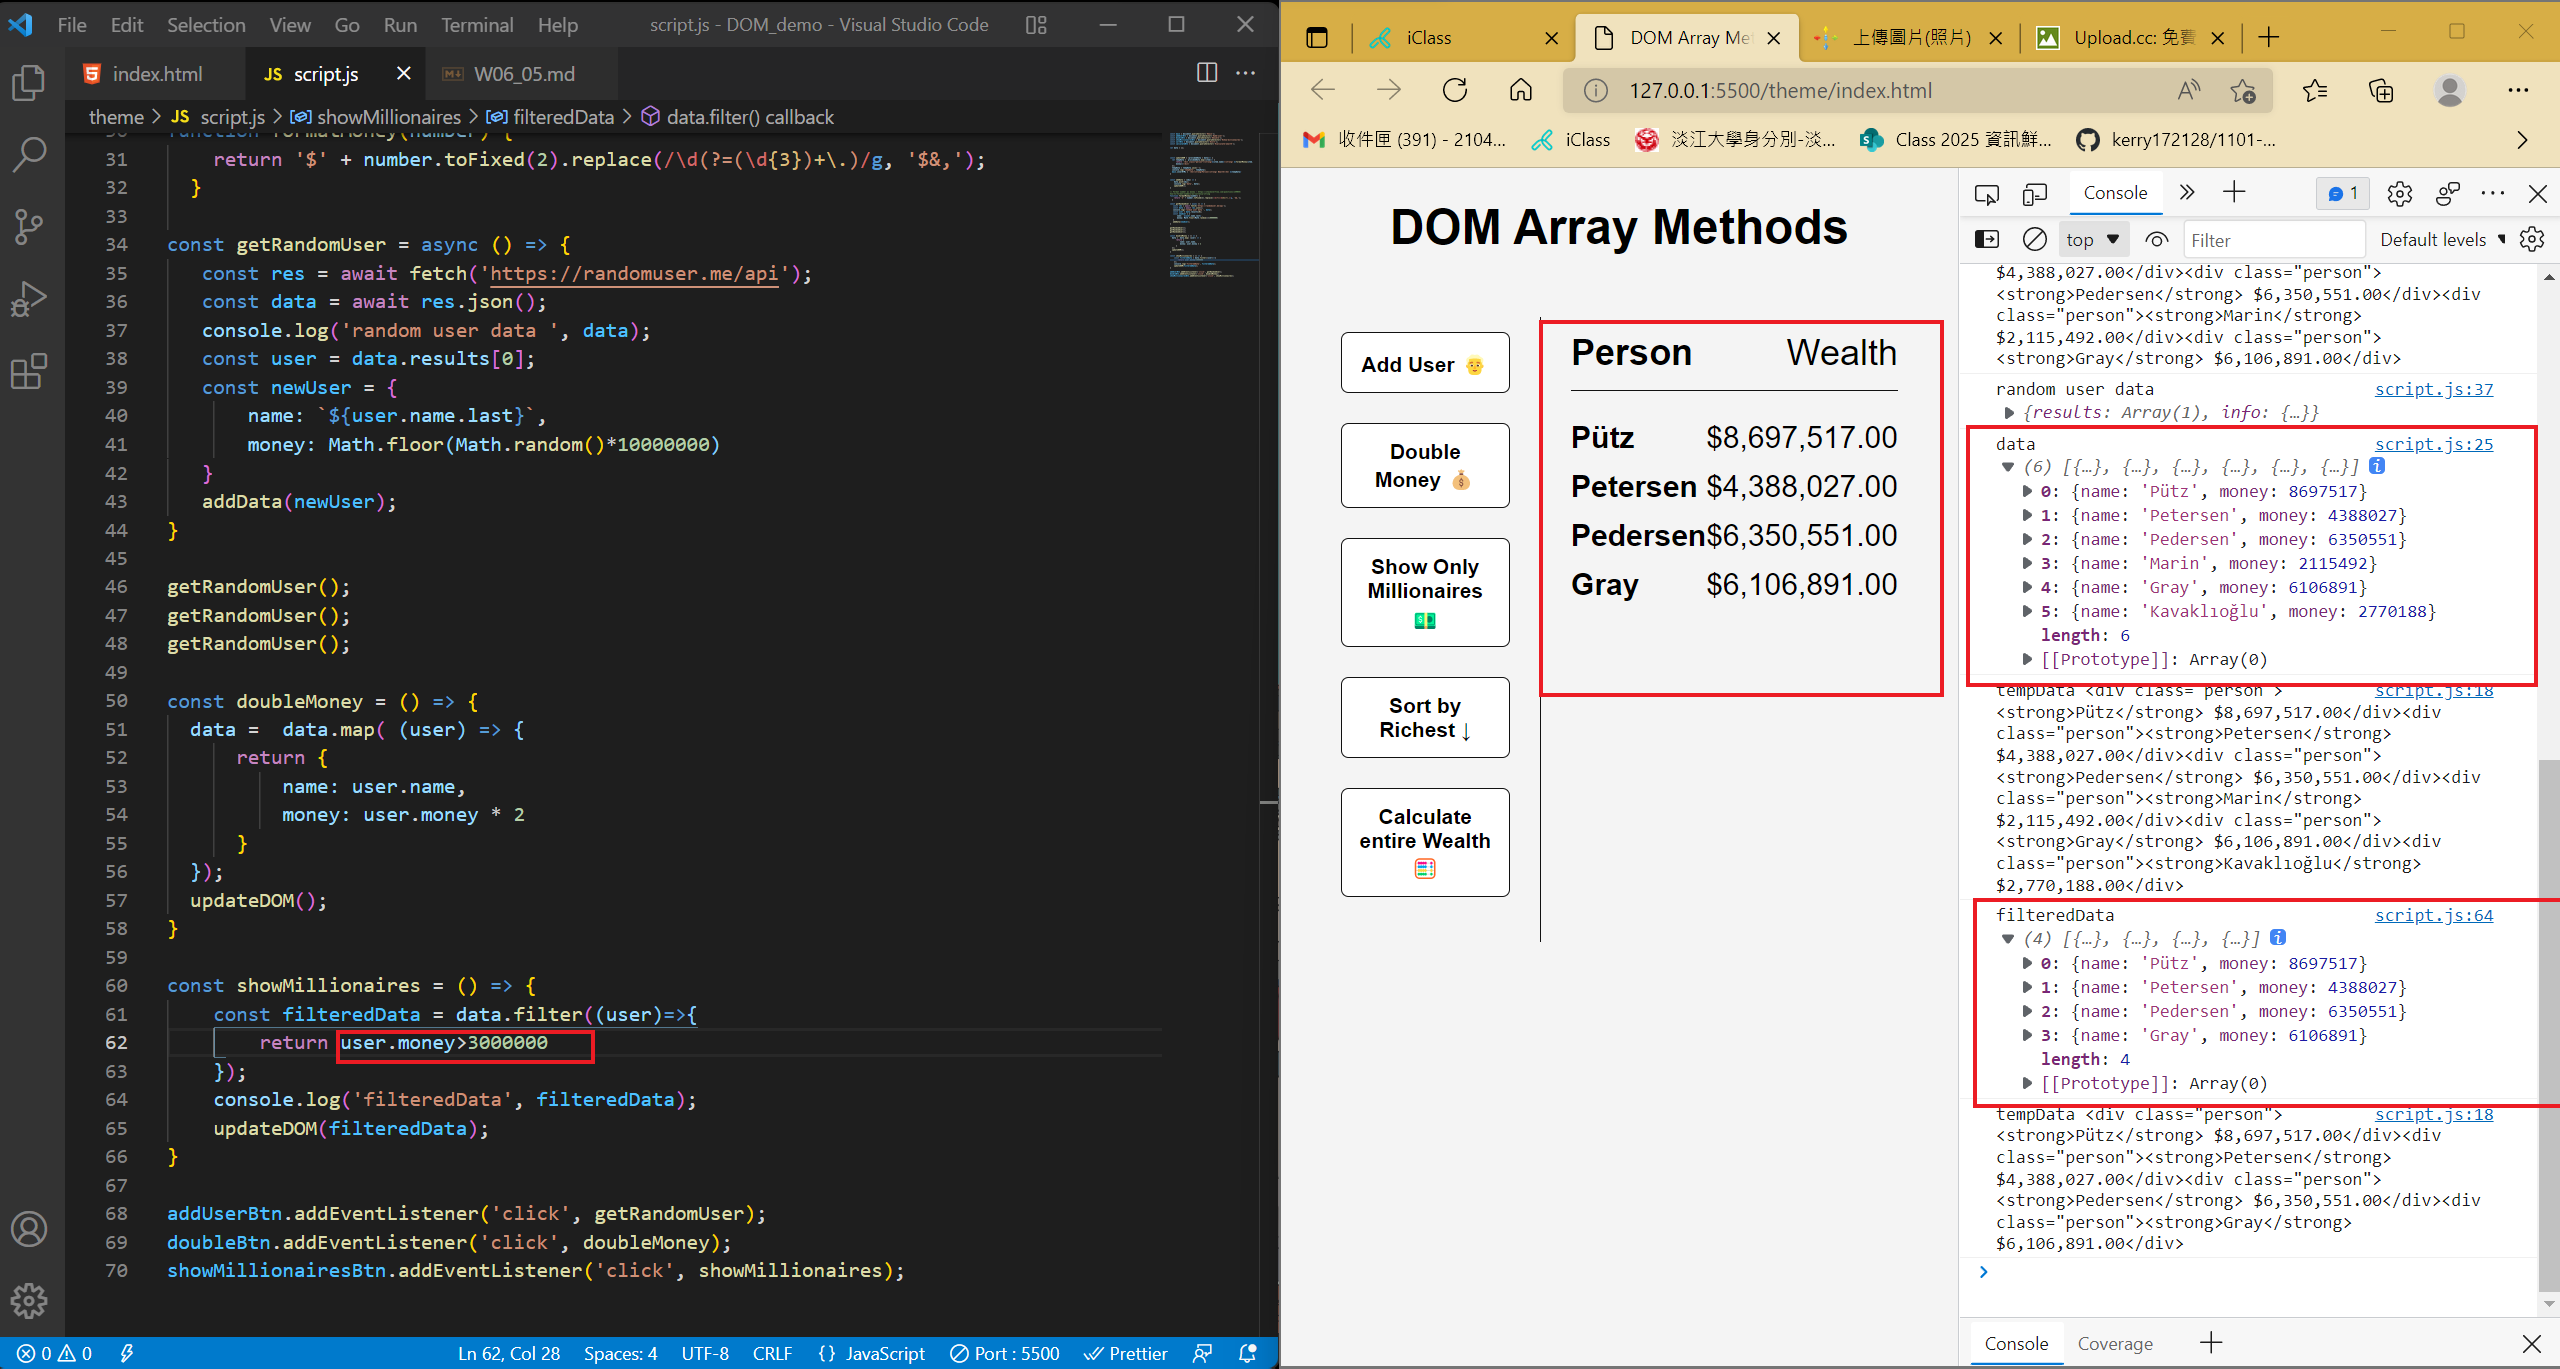 File Edit Selection View Go Run Terminal Help script.js - DOM_demo - Visual Studio Code
index.html JS script.js W06_05.md
theme > JS script.js > showMillionaires > filteredData > data.filter() callback
31 return '$' + number.toFixed(2).replace(/\d(?=(\d{3})+\.)/g, '$&,');
32 }
33
34 const getRandomUser = async () => {
35 const res = await fetch('https://randomuser.me/api');
36 const data = await res.json();
37 console.log('random user data ', data);
38 const user = data.results[0];
39 const newUser = {
40 name: `${user.name.last}`,
41 money: Math.floor(Math.random()*10000000)
42 }
43 addData(newUser);
44 }
45
46 getRandomUser();
47 getRandomUser();
48 getRandomUser();
49
50 const doubleMoney = () => {
51 data = data.map( (user) => {
52 return {
53 name: user.name,
54 money: user.money * 2
55 }
56 });
57 updateDOM();
58 }
59
60 const showMillionaires = () => {
61 const filteredData = data.filter((user)=>{
62 return user.money>3000000
63 });
64 console.log('filteredData', filteredData);
65 updateDOM(filteredData);
66 }
67
68 addUserBtn.addEventListener('click', getRandomUser);
69 doubleBtn.addEventListener('click', doubleMoney);
70 showMillionairesBtn.addEventListener('click', showMillionaires);
0 0 Ln 62, Col 28 Spaces: 4 UTF-8 CRLF {} JavaScript Port : 5500 Prettier
iClass DOM Array Me 上傳圖片(照片) Upload.cc: 免費
127.0.0.1:5500/theme/index.html
收件匣 (391) - 2104... iClass 淡江大學身分別-淡... Class 2025 資訊鮮... kerry172128/1101-...
DOM Array Methods
Add User
Double
Money
Show Only
Millionaires
Sort by
Richest ↓
Calculate
entire Wealth
Person Wealth
Pütz $8,697,517.00
Petersen $4,388,027.00
Pedersen $6,350,551.00
Gray $6,106,891.00
Console 1
top Filter Default levels
$4,388,027.00</div><div class="person">
<strong>Pedersen</strong> $6,350,551.00</div><div
class="person"><strong>Marin</strong>
$2,115,492.00</div><div class="person">
<strong>Gray</strong> $6,106,891.00</div>
random user data script.js:37
{results: Array(1), info: {…}}
data script.js:25
(6) [{…}, {…}, {…}, {…}, {…}, {…}] i
0: {name: 'Pütz', money: 8697517}
1: {name: 'Petersen', money: 4388027}
2: {name: 'Pedersen', money: 6350551}
3: {name: 'Marin', money: 2115492}
4: {name: 'Gray', money: 6106891}
5: {name: 'Kavaklıoğlu', money: 2770188}
length: 6
[[Prototype]]: Array(0)
tempData <div class="person"> script.js:18
<strong>Pütz</strong> $8,697,517.00</div><div
class="person"><strong>Petersen</strong>
$4,388,027.00</div><div class="person">
<strong>Pedersen</strong> $6,350,551.00</div><div
class="person"><strong>Marin</strong>
$2,115,492.00</div><div class="person">
<strong>Gray</strong> $6,106,891.00</div><div
class="person"><strong>Kavaklıoğlu</strong>
$2,770,188.00</div>
filteredData script.js:64
(4) [{…}, {…}, {…}, {…}] i
0: {name: 'Pütz', money: 8697517}
1: {name: 'Petersen', money: 4388027}
2: {name: 'Pedersen', money: 6350551}
3: {name: 'Gray', money: 6106891}
length: 4
[[Prototype]]: Array(0)
tempData <div class="person"> script.js:18
<strong>Pütz</strong> $8,697,517.00</div><div
class="person"><strong>Petersen</strong>
$4,388,027.00</div><div class="person">
<strong>Pedersen</strong> $6,350,551.00</div><div
class="person"><strong>Gray</strong>
$6,106,891.00</div>
Console Coverage